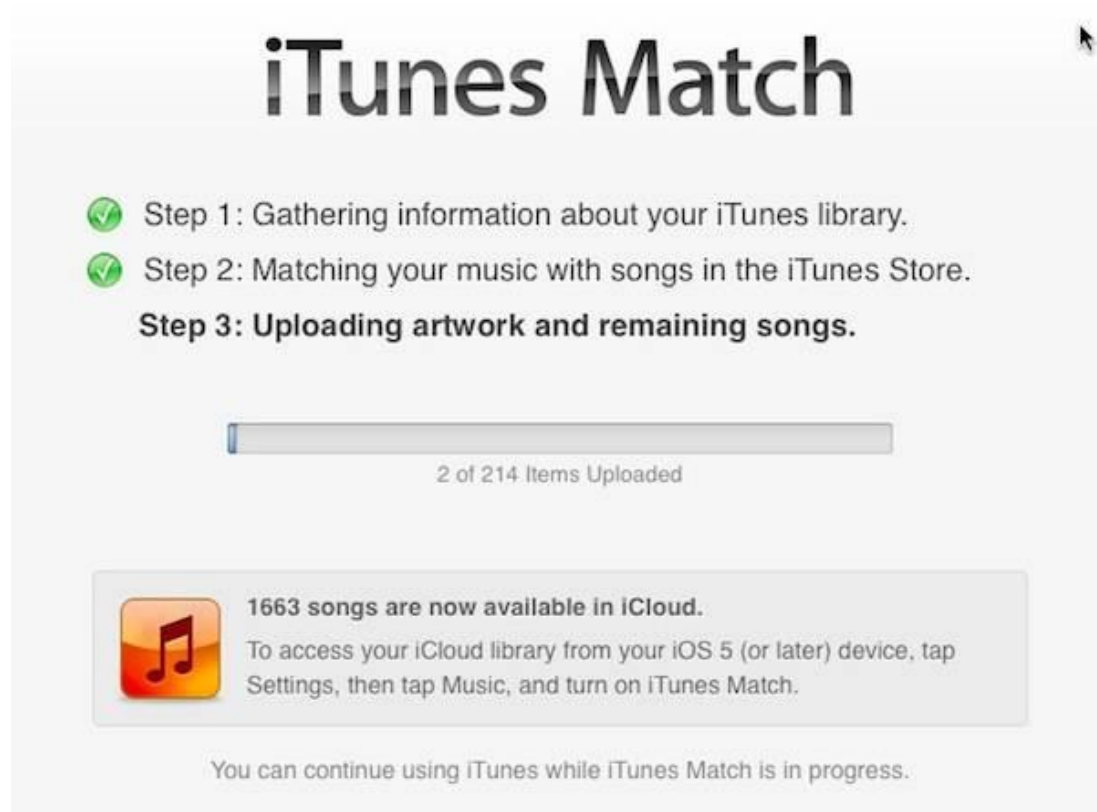 iTunes Match
Step 1: Gathering information about your iTunes library.
Step 2: Matching your music with songs in the iTunes Store.
Step 3: Uploading artwork and remaining songs.
2 of 214 Items Uploaded
1663 songs are now available in iCloud.
To access your iCloud library from your iOS 5 (or later) device, tap
Settings, then tap Music, and turn on iTunes Match.
You can continue using iTunes while iTunes Match is in progress.